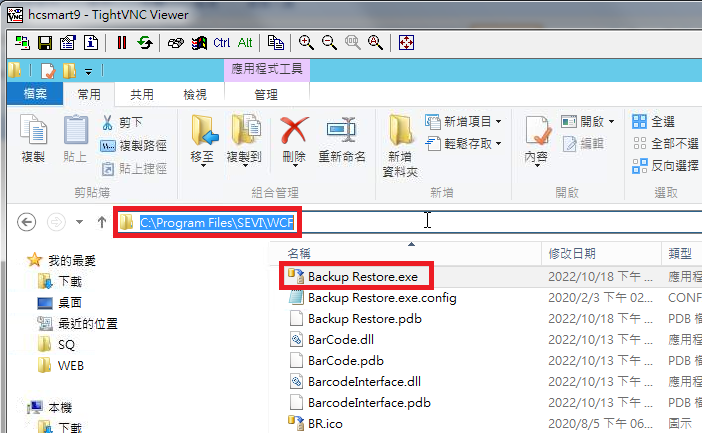 hcsmart9 - TightVNC Viewer
Ctrl Alt
應用程式工具
檔案 常用 共用 檢視 管理
複製 貼上 剪下 複製路徑 貼上捷徑
移至 複製到 刪除 重新命名
新增資料夾 新增項目 輕鬆存取
內容 開啟 編輯
全選 全部不選 反向選擇
剪貼簿 組合管理 新增 開啟 選取
C:\Program Files\SEVI\WCF
名稱 修改日期 類型
我的最愛
下載
桌面
最近的位置
SQ
WEB
本機
下載
Backup Restore.exe 2022/10/18 下午 ... 應用程
Backup Restore.exe.config 2020/2/3 下午 02... CONF
Backup Restore.pdb 2022/10/18 下午 ... PDB 檔
BarCode.dll 2022/10/13 下午 ... 應用程
BarCode.pdb 2022/10/13 下午 ... PDB 檔
BarcodeInterface.dll 2022/10/13 下午 ... 應用程
BarcodeInterface.pdb 2022/10/13 下午 ... PDB 檔
BR.ico 2020/8/5 下午 06... 圖示